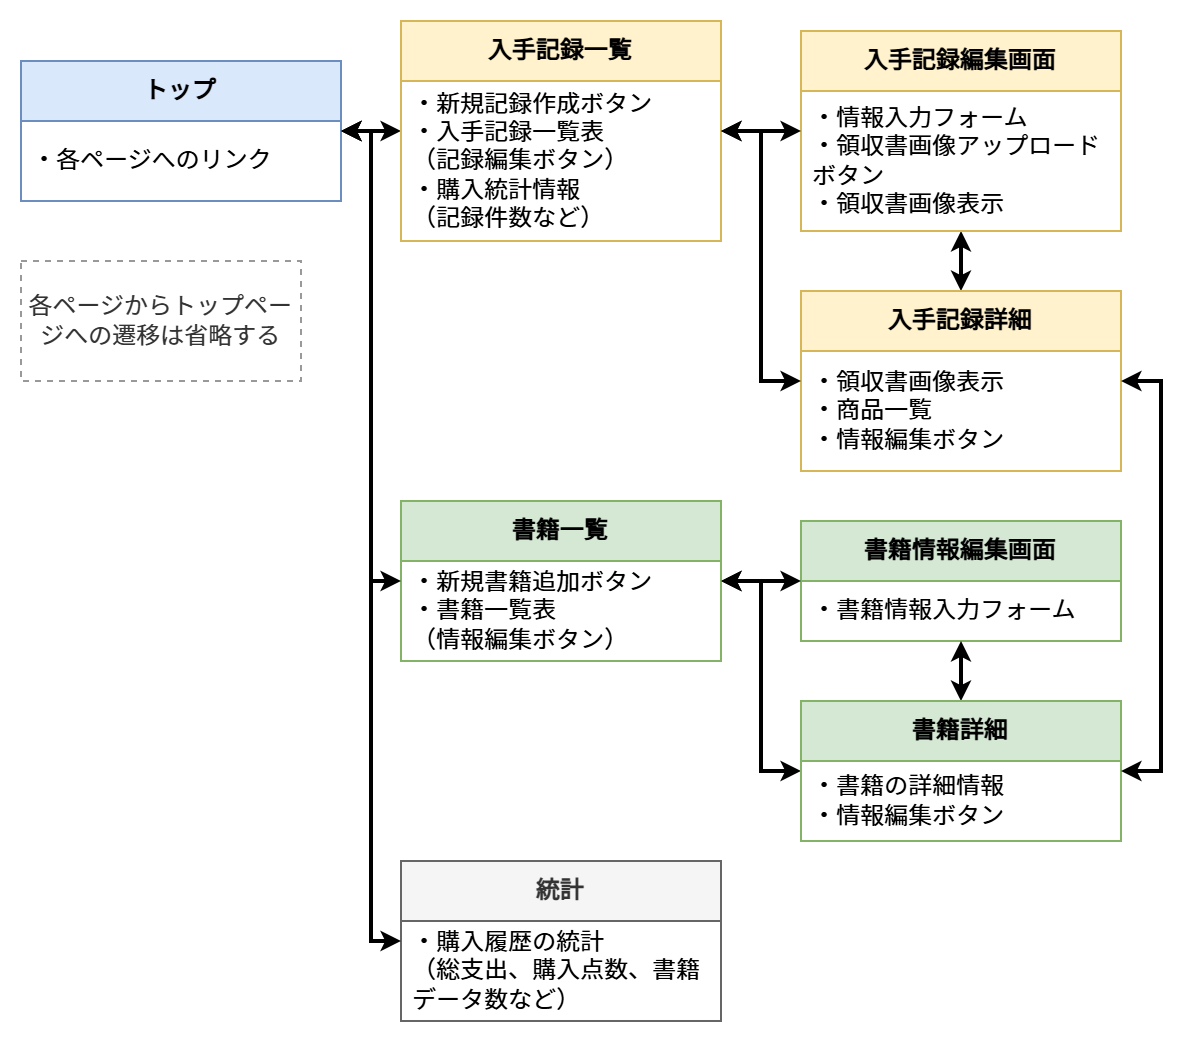 トップ
・各ページへのリンク
各ページからトップペー
ジへの遷移は省略する
入手記録一覧
・新規記録作成ボタン
・入手記録一覧表
（記録編集ボタン）
・購入統計情報
（記録件数など）
入手記録編集画面
・情報入力フォーム
・領収書画像アップロード
ボタン
・領収書画像表示
入手記録詳細
・領収書画像表示
・商品一覧
・情報編集ボタン
書籍一覧
・新規書籍追加ボタン
・書籍一覧表
（情報編集ボタン）
書籍情報編集画面
・書籍情報入力フォーム
書籍詳細
・書籍の詳細情報
・情報編集ボタン
統計
・購入履歴の統計
（総支出、購入点数、書籍
データ数など）